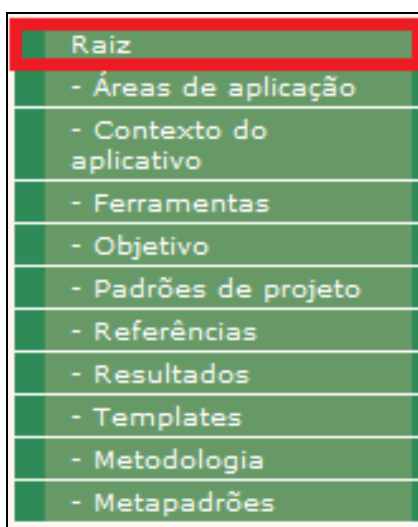 Raiz
- Áreas de aplicação
- Contexto do
aplicativo
- Ferramentas
- Objetivo
- Padrões de projeto
- Referências
- Resultados
- Templates
- Metodologia
- Metapadrões